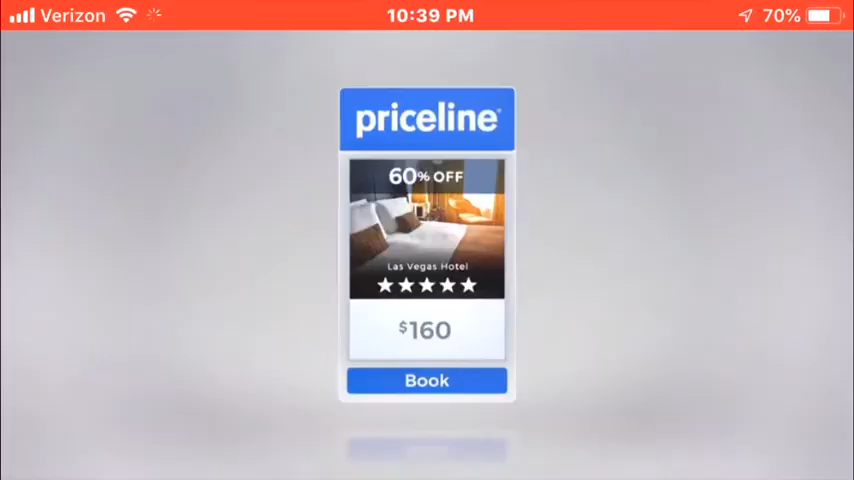 Verizon 10:39 PM 70%
priceline®
60% OFF
Las Vegas Hotel
$160
Book